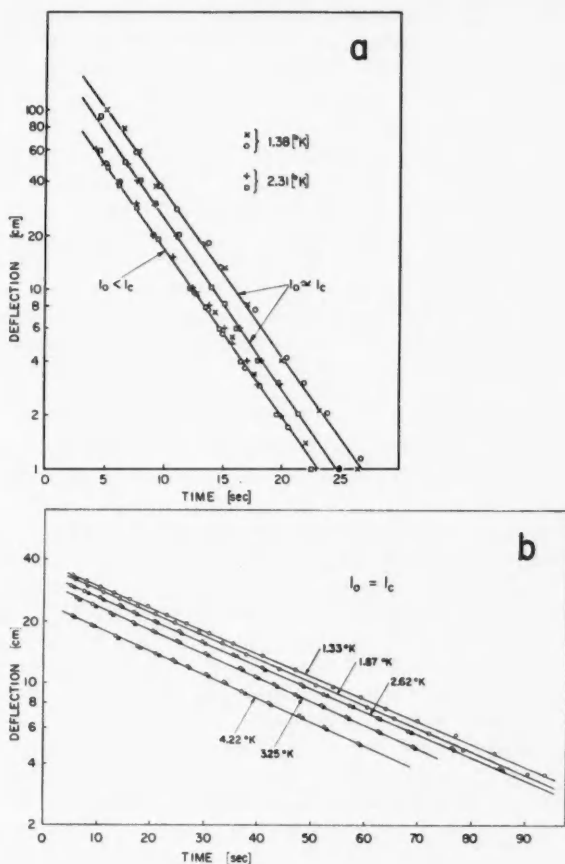 a
100
80
60
40
20
10
8
6
4
2
1
DEFLECTION [cm]
x
o } 1.38 [°K]
+
□ } 2.31 [°K]
I₀ < I_c
I₀ ≃ I_c
0 5 10 15 20 25
TIME [sec]
b
40
20
10
8
6
4
2
DEFLECTION [cm]
I₀ = I_c
1.33 °K
1.87 °K
2.62 °K
3.25 °K
4.22 °K
0 10 20 30 40 50 60 70 80 90
TIME [sec]